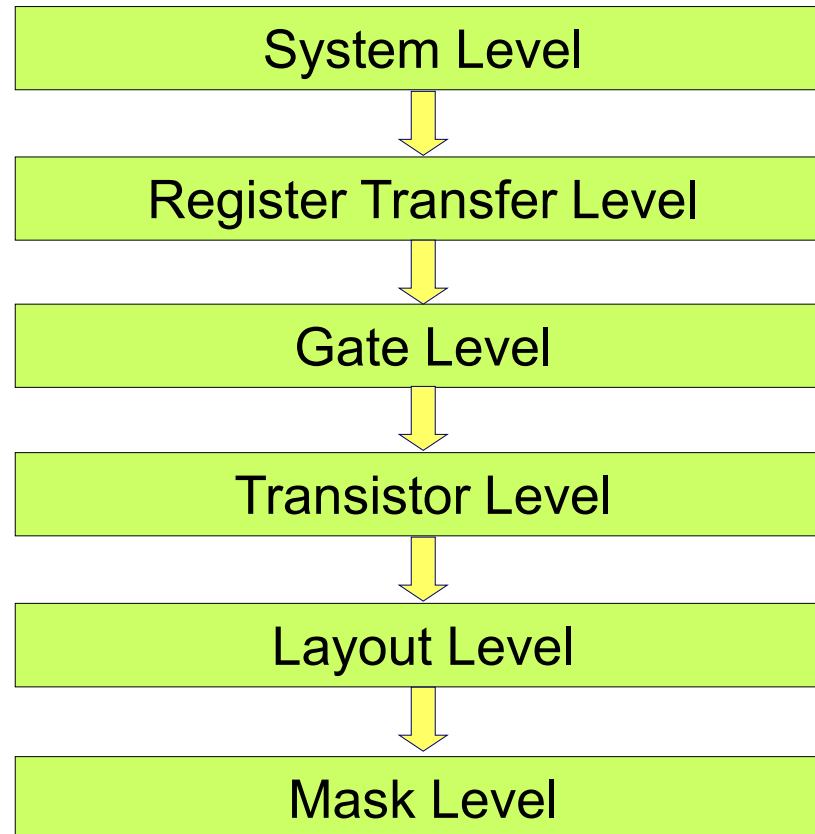 System Level
Register Transfer Level
Gate Level
Transistor Level
Layout Level
Mask Level